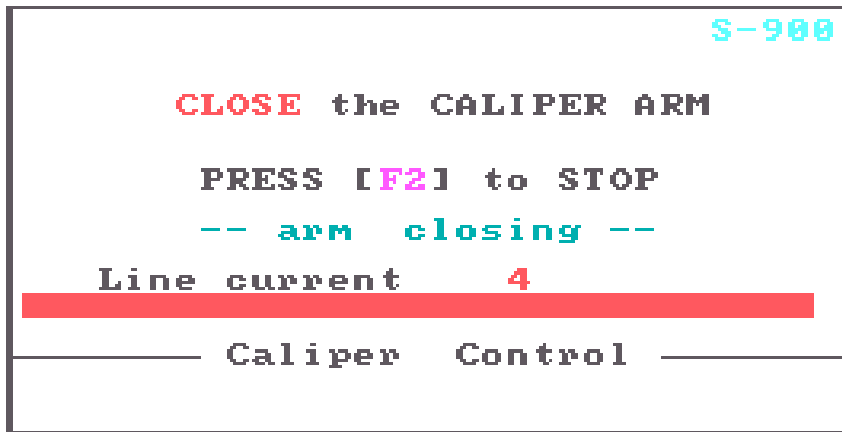 S-900
CLOSE the CALIPER ARM
PRESS [F2] to STOP
-- arm closing --
Line current 4
Caliper Control